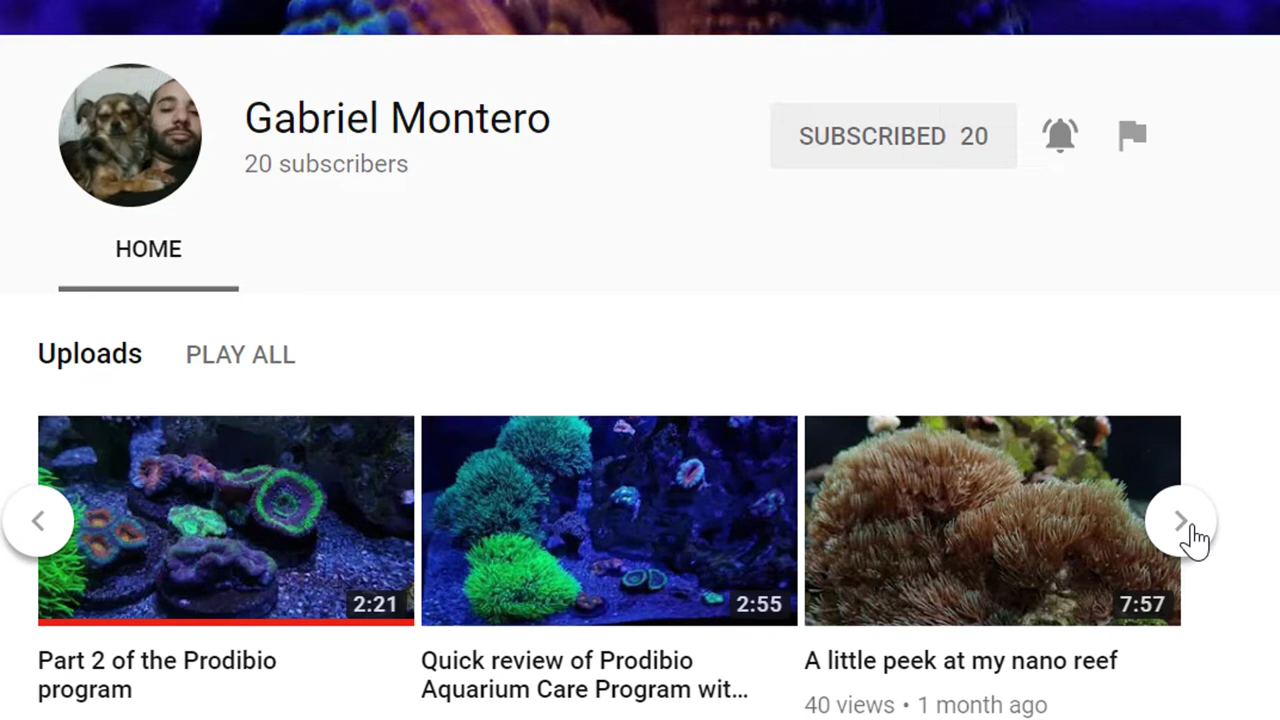 Gabriel Montero
20 subscribers
SUBSCRIBED 20
HOME
Uploads PLAY ALL
2:21
2:55
7:57
Part 2 of the Prodibio
program
Quick review of Prodibio
Aquarium Care Program wit...
A little peek at my nano reef
40 views • 1 month ago